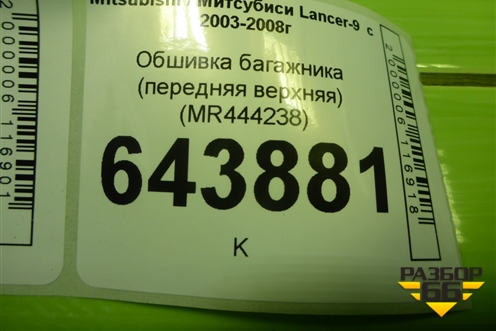 Mitsubishi Митсубиси Lancer-9 с
2003-2008г
Обшивка багажника
(передняя верхняя)
(MR444238)
643881
К
2000006116918
2000006116901
РАЗБОР
66